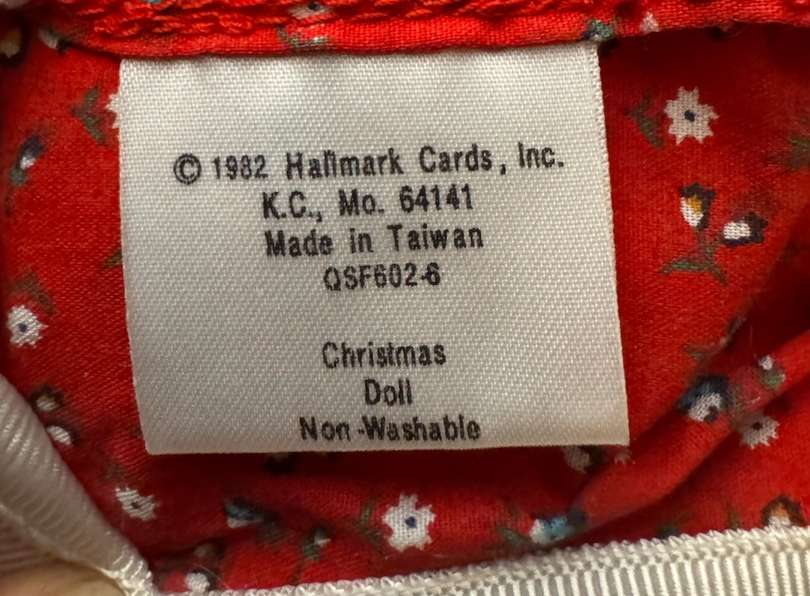 © 1982 Hallmark Cards, Inc.
K.C., Mo. 64141
Made in Taiwan
QSF602-6
Christmas
Doll
Non-Washable